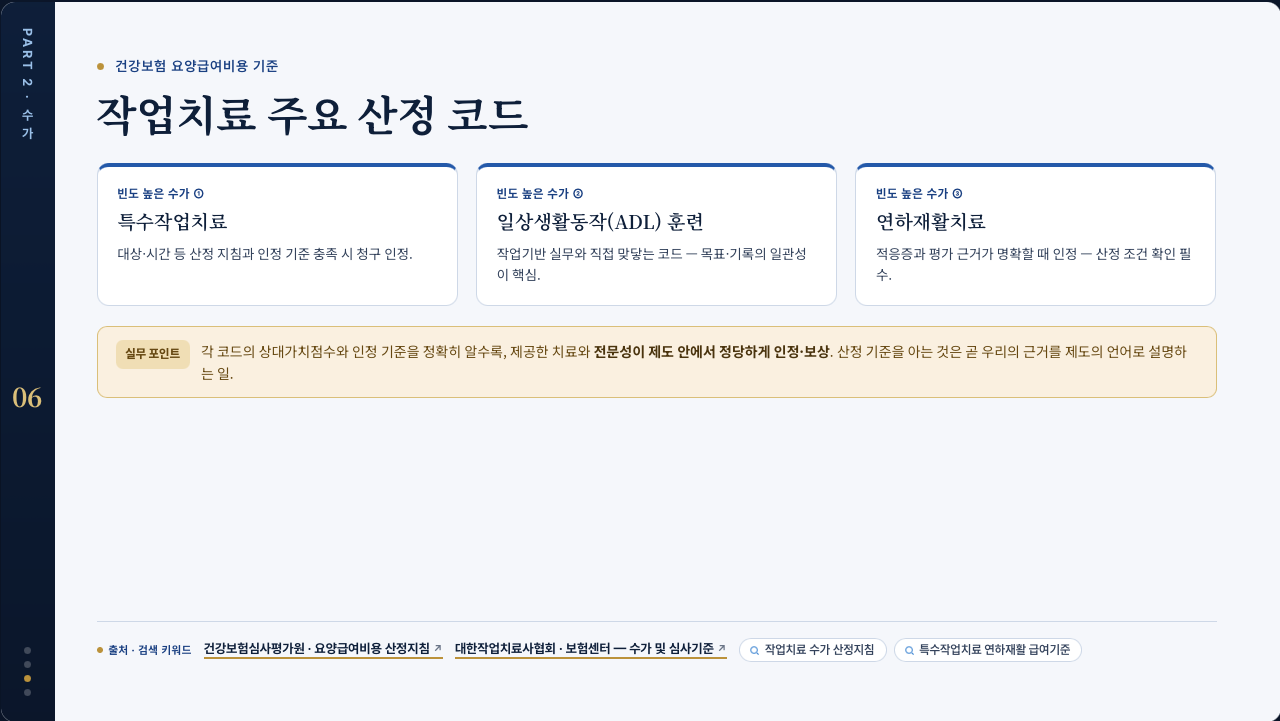 PART 2 · 수가
06
건강보험 요양급여비용 기준
작업치료 주요 산정 코드
빈도 높은 수가 ①
특수작업치료
대상·시간 등 산정 지침과 인정 기준 충족 시 청구 인정.
빈도 높은 수가 ②
일상생활동작(ADL) 훈련
작업기반 실무와 직접 맞닿는 코드 — 목표·기록의 일관성
이 핵심.
빈도 높은 수가 ③
연하재활치료
적응증과 평가 근거가 명확할 때 인정 — 산정 조건 확인 필
수.
실무 포인트
각 코드의 상대가치점수와 인정 기준을 정확히 알수록, 제공한 치료와 전문성이 제도 안에서 정당하게 인정·보상. 산정 기준을 아는 것은 곧 우리의 근거를 제도의 언어로 설명하
는 일.
출처 · 검색 키워드
건강보험심사평가원 · 요양급여비용 산정지침 ↗
대한작업치료사협회 · 보험센터 — 수가 및 심사기준 ↗
작업치료 수가 산정지침
특수작업치료 연하재활 급여기준